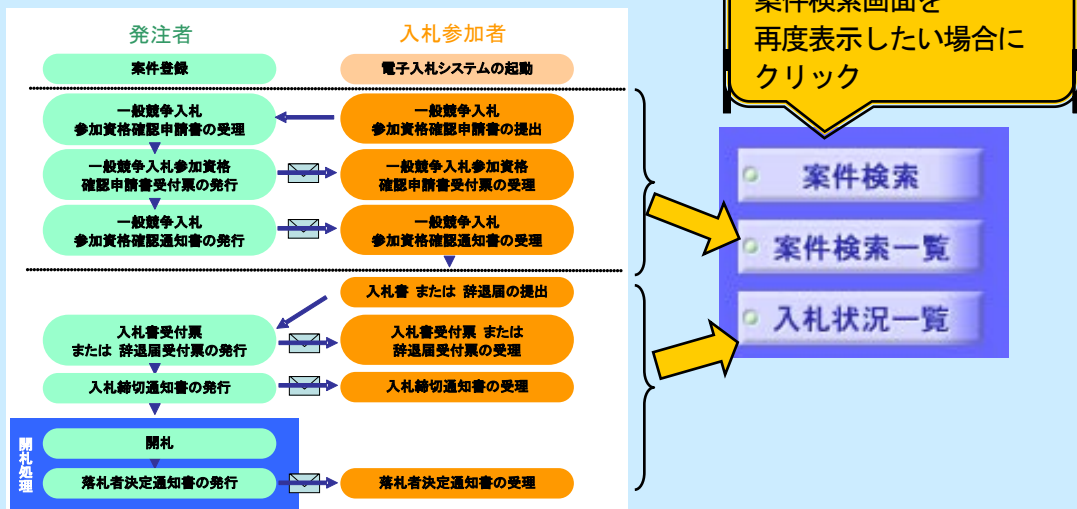 発注者
入札参加者
案件登録
電子入札システムの起動
一般競争入札
参加資格確認申請書の受理
一般競争入札
参加資格確認申請書の提出
一般競争入札参加資格
確認申請書受付票の発行
一般競争入札参加資格
確認申請書受付票の受理
一般競争入札
参加資格確認通知書の発行
一般競争入札
参加資格確認通知書の受理
入札書 または 辞退届の提出
入札書受付票
または 辞退届受付票の発行
入札書受付票 または
辞退届受付票の受理
入札締切通知書の発行
入札締切通知書の受理
開札処理
開札
落札者決定通知書の発行
落札者決定通知書の受理
案件検索画面を
再度表示したい場合に
クリック
案件検索
案件検索一覧
入札状況一覧